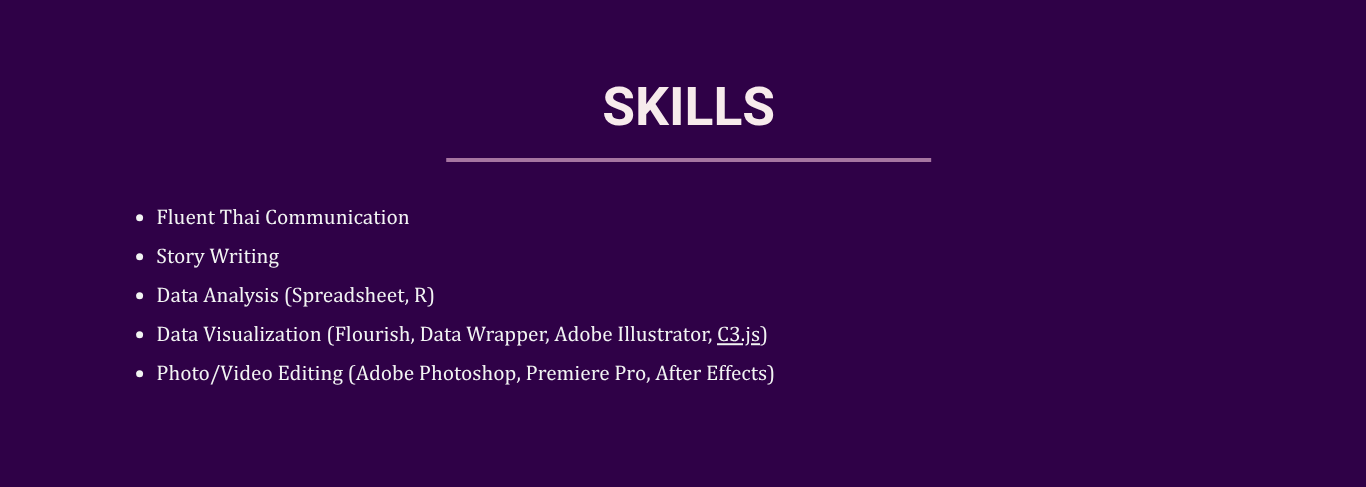 SKILLS
Fluent Thai Communication
Story Writing
Data Analysis (Spreadsheet, R)
Data Visualization (Flourish, Data Wrapper, Adobe Illustrator, C3.js)
Photo/Video Editing (Adobe Photoshop, Premiere Pro, After Effects)